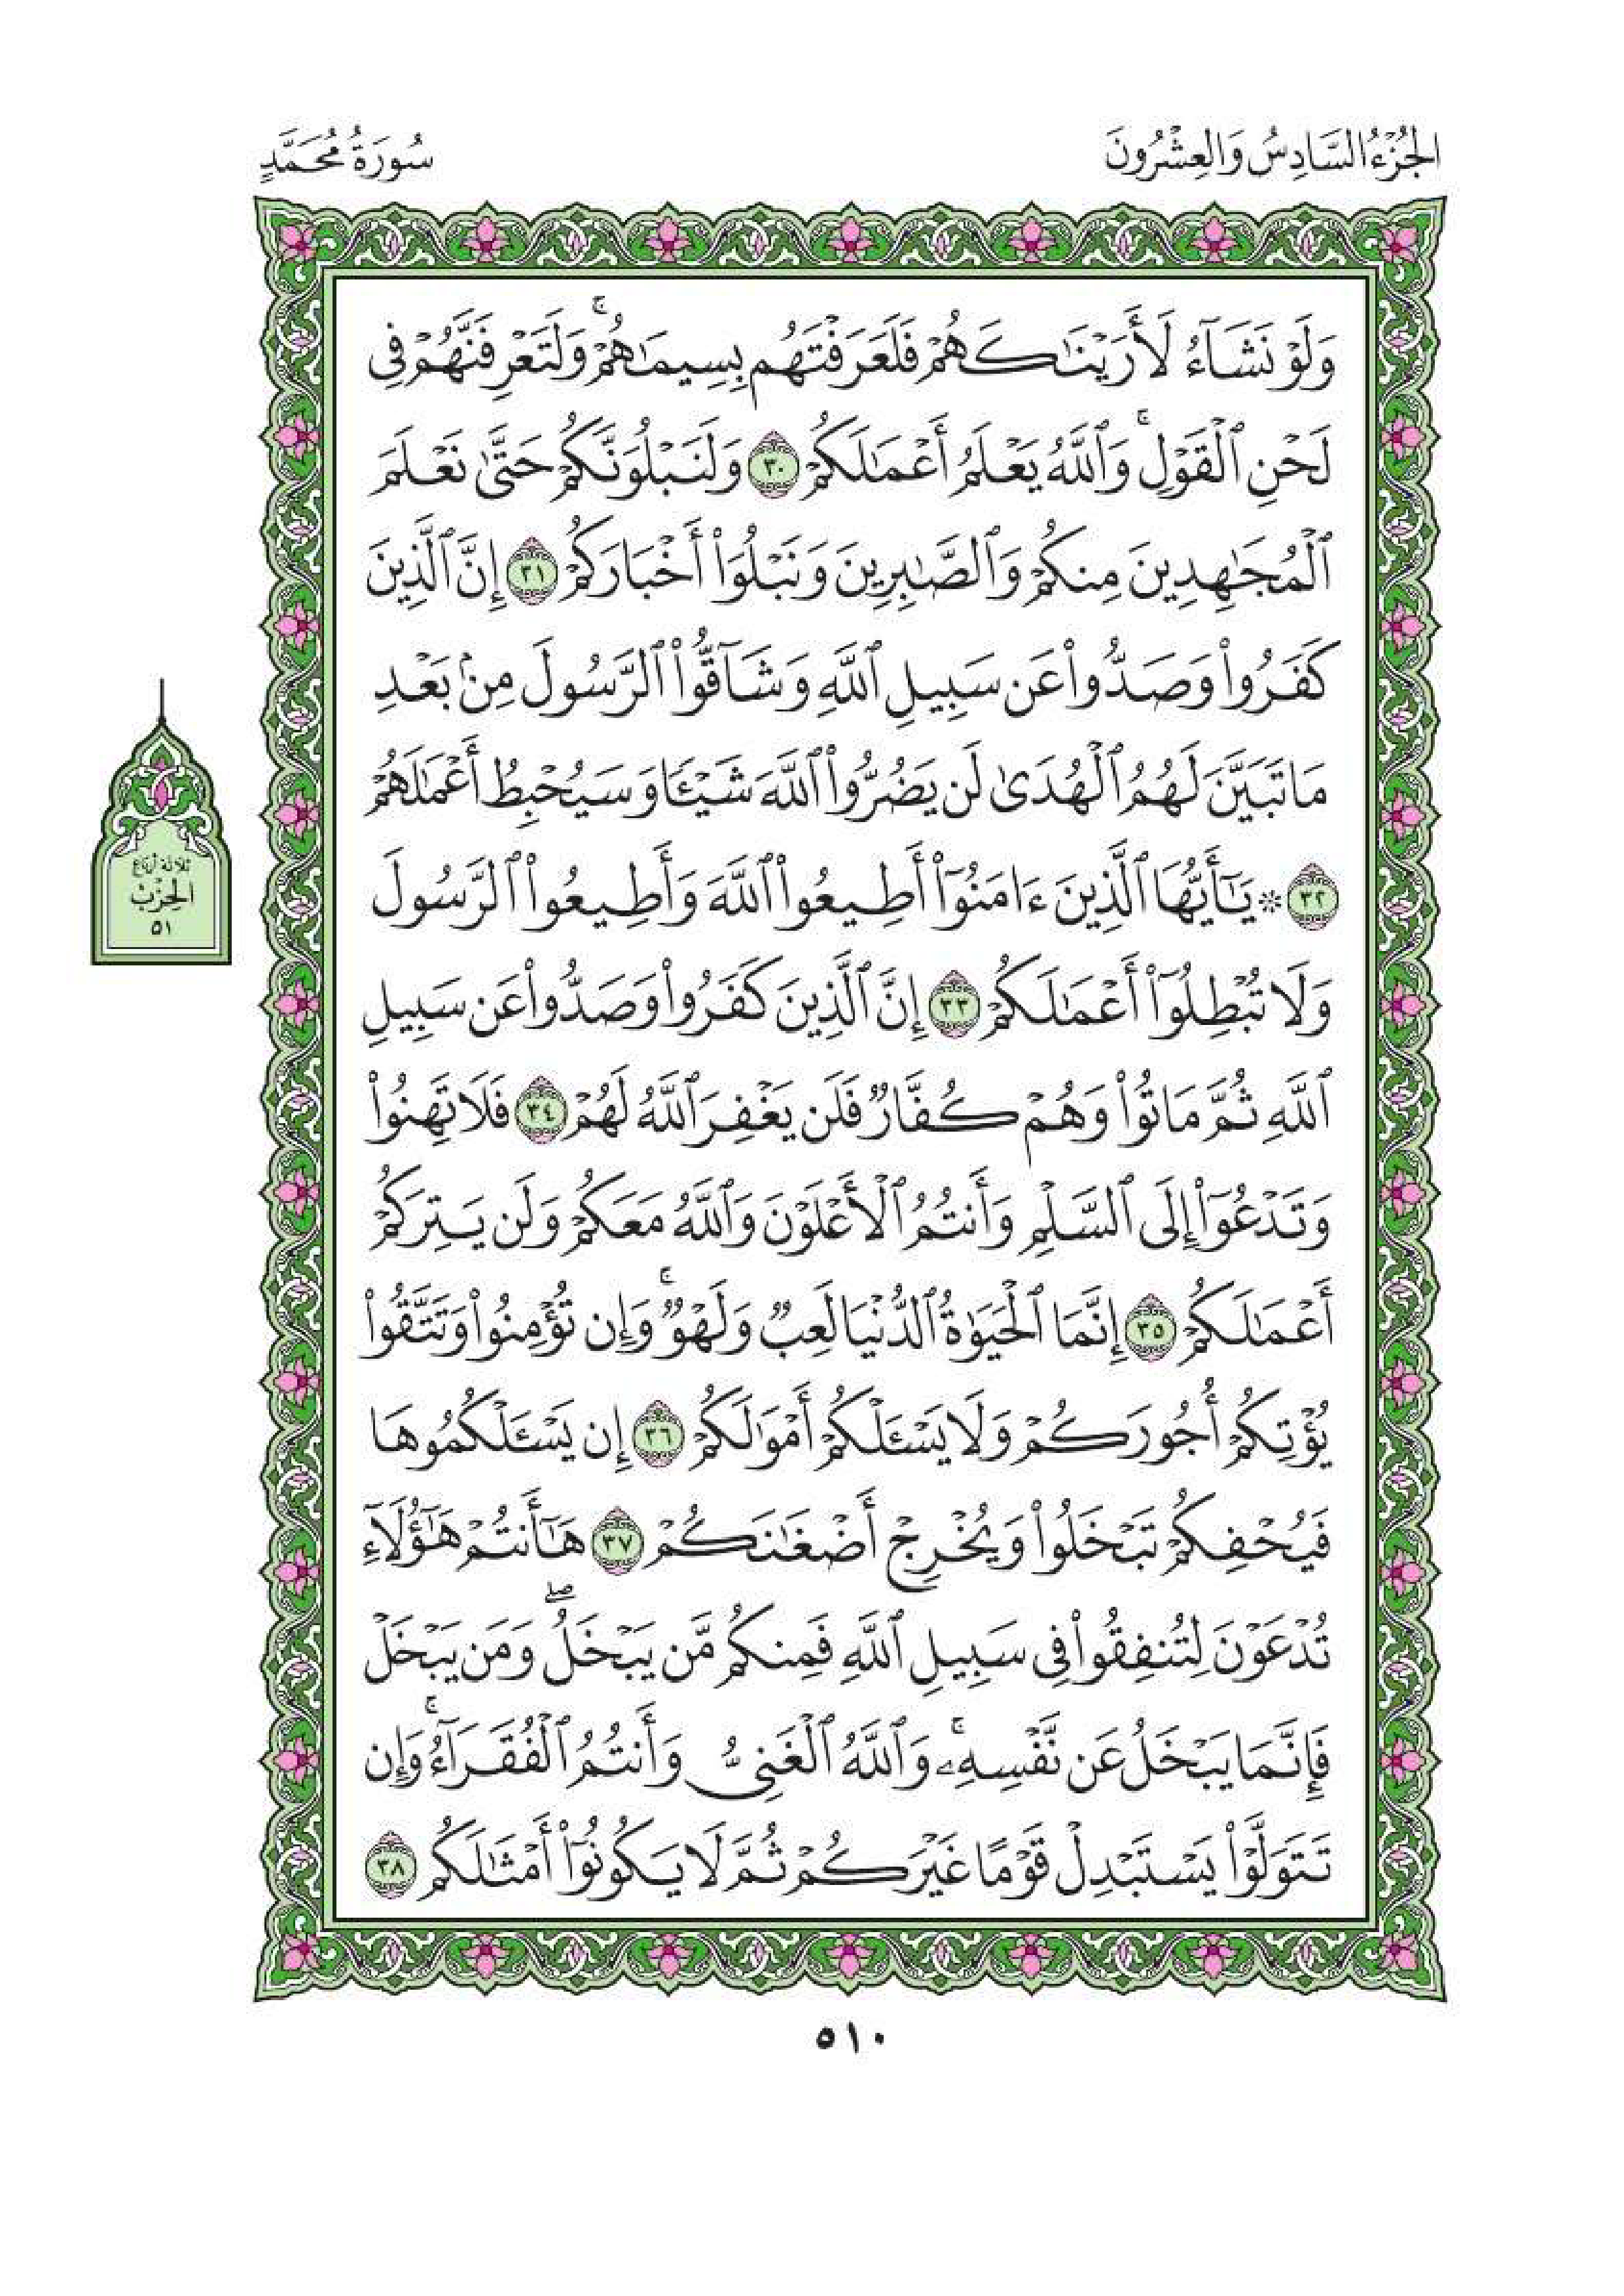 الجُزْءُ السَّادِسُ وَالعِشْرُونَ
سُورَةُ مُحَمَّدٍ
وَلَوْ نَشَآءُ لَأَرَيْنَٰكَهُمْ فَلَعَرَفْتَهُم بِسِيمَٰهُمْۚ وَلَتَعْرِفَنَّهُمْ فِى
لَحْنِ ٱلْقَوْلِۚ وَٱللَّهُ يَعْلَمُ أَعْمَٰلَكُمْ ٣٠ وَلَنَبْلُوَنَّكُمْ حَتَّىٰ نَعْلَمَ
ٱلْمُجَٰهِدِينَ مِنكُمْ وَٱلصَّٰبِرِينَ وَنَبْلُوَا۟ أَخْبَارَكُمْ ٣١ إِنَّ ٱلَّذِينَ
كَفَرُوا۟ وَصَدُّوا۟ عَن سَبِيلِ ٱللَّهِ وَشَآقُّوا۟ ٱلرَّسُولَ مِنۢ بَعْدِ
مَا تَبَيَّنَ لَهُمُ ٱلْهُدَىٰ لَن يَضُرُّوا۟ ٱللَّهَ شَيْـًٔا وَسَيُحْبِطُ أَعْمَٰلَهُمْ
٣٢ ۞ يَٰٓأَيُّهَا ٱلَّذِينَ ءَامَنُوٓا۟ أَطِيعُوا۟ ٱللَّهَ وَأَطِيعُوا۟ ٱلرَّسُولَ
وَلَا تُبْطِلُوٓا۟ أَعْمَٰلَكُمْ ٣٣ إِنَّ ٱلَّذِينَ كَفَرُوا۟ وَصَدُّوا۟ عَن سَبِيلِ
ٱللَّهِ ثُمَّ مَاتُوا۟ وَهُمْ كُفَّارٌ فَلَن يَغْفِرَ ٱللَّهُ لَهُمْ ٣٤ فَلَا تَهِنُوا۟
وَتَدْعُوٓا۟ إِلَى ٱلسَّلْمِ وَأَنتُمُ ٱلْأَعْلَوْنَ وَٱللَّهُ مَعَكُمْ وَلَن يَتِرَكُمْ
أَعْمَٰلَكُمْ ٣٥ إِنَّمَا ٱلْحَيَوٰةُ ٱلدُّنْيَا لَعِبٌ وَلَهْوٌۚ وَإِن تُؤْمِنُوا۟ وَتَتَّقُوا۟
يُؤْتِكُمْ أُجُورَكُمْ وَلَا يَسْـَٔلْكُمْ أَمْوَٰلَكُمْ ٣٦ إِن يَسْـَٔلْكُمُوهَا
فَيُحْفِكُمْ تَبْخَلُوا۟ وَيُخْرِجْ أَضْغَٰنَكُمْ ٣٧ هَٰٓأَنتُمْ هَٰٓؤُلَآءِ
تُدْعَوْنَ لِتُنفِقُوا۟ فِى سَبِيلِ ٱللَّهِ فَمِنكُم مَّن يَبْخَلُۖ وَمَن يَبْخَلْ
فَإِنَّمَا يَبْخَلُ عَن نَّفْسِهِۦۚ وَٱللَّهُ ٱلْغَنِىُّ وَأَنتُمُ ٱلْفُقَرَآءُۚ وَإِن
تَتَوَلَّوْا۟ يَسْتَبْدِلْ قَوْمًا غَيْرَكُمْ ثُمَّ لَا يَكُونُوٓا۟ أَمْثَٰلَكُم ٣٨
ثلاثة أرباع
الحِزْبُ
٥١
٥١٠